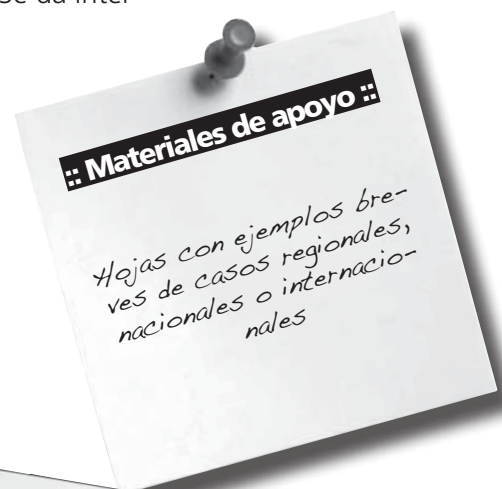 :: Materiales de apoyo ::
Hojas con ejemplos bre-
ves de casos regionales,
nacionales o internacio-
nales